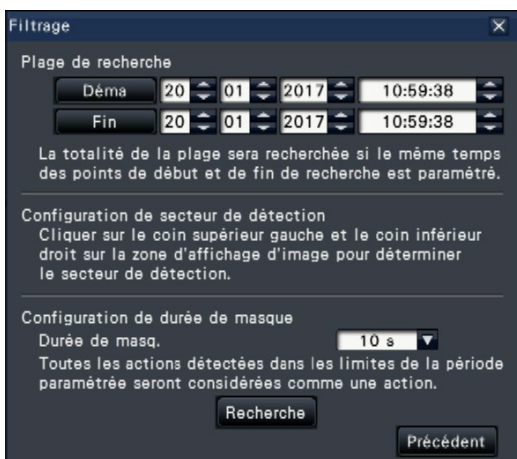 Filtrage
Plage de recherche
Déma 20 01 2017 10:59:38
Fin 20 01 2017 10:59:38
La totalité de la plage sera recherchée si le même temps
des points de début et de fin de recherche est paramétré.
Configuration de secteur de détection
Cliquer sur le coin supérieur gauche et le coin inférieur
droit sur la zone d'affichage d'image pour déterminer
le secteur de détection.
Configuration de durée de masque
Durée de masq. 10 s
Toutes les actions détectées dans les limites de la période
paramétrée seront considérées comme une action.
Recherche
Précédent